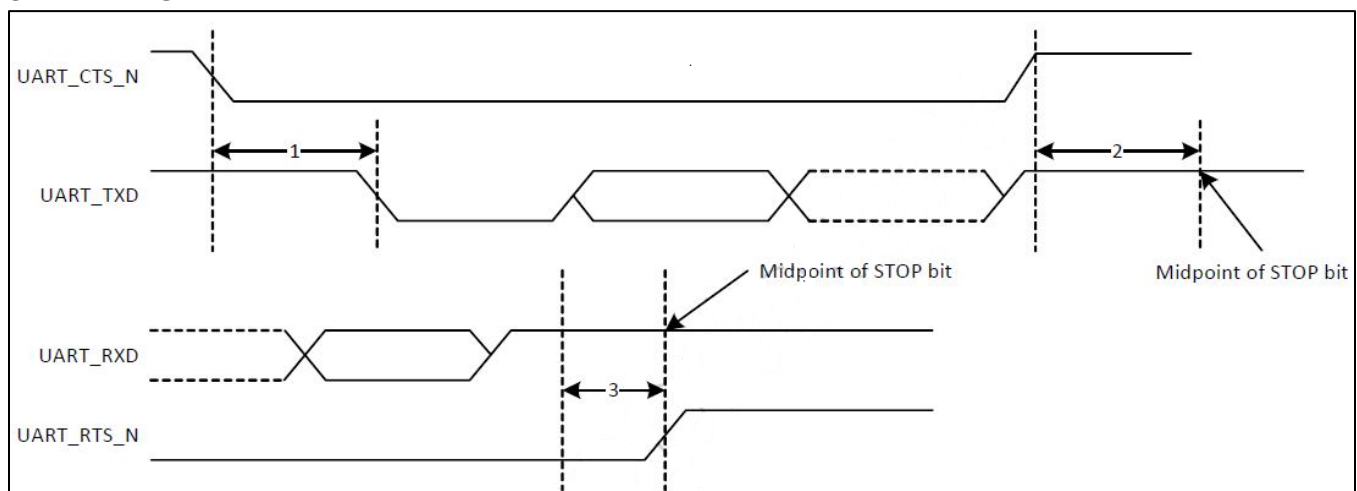 UART_CTS_N
1
2
UART_TXD
Midpoint of STOP bit
Midpoint of STOP bit
UART_RXD
3
UART_RTS_N